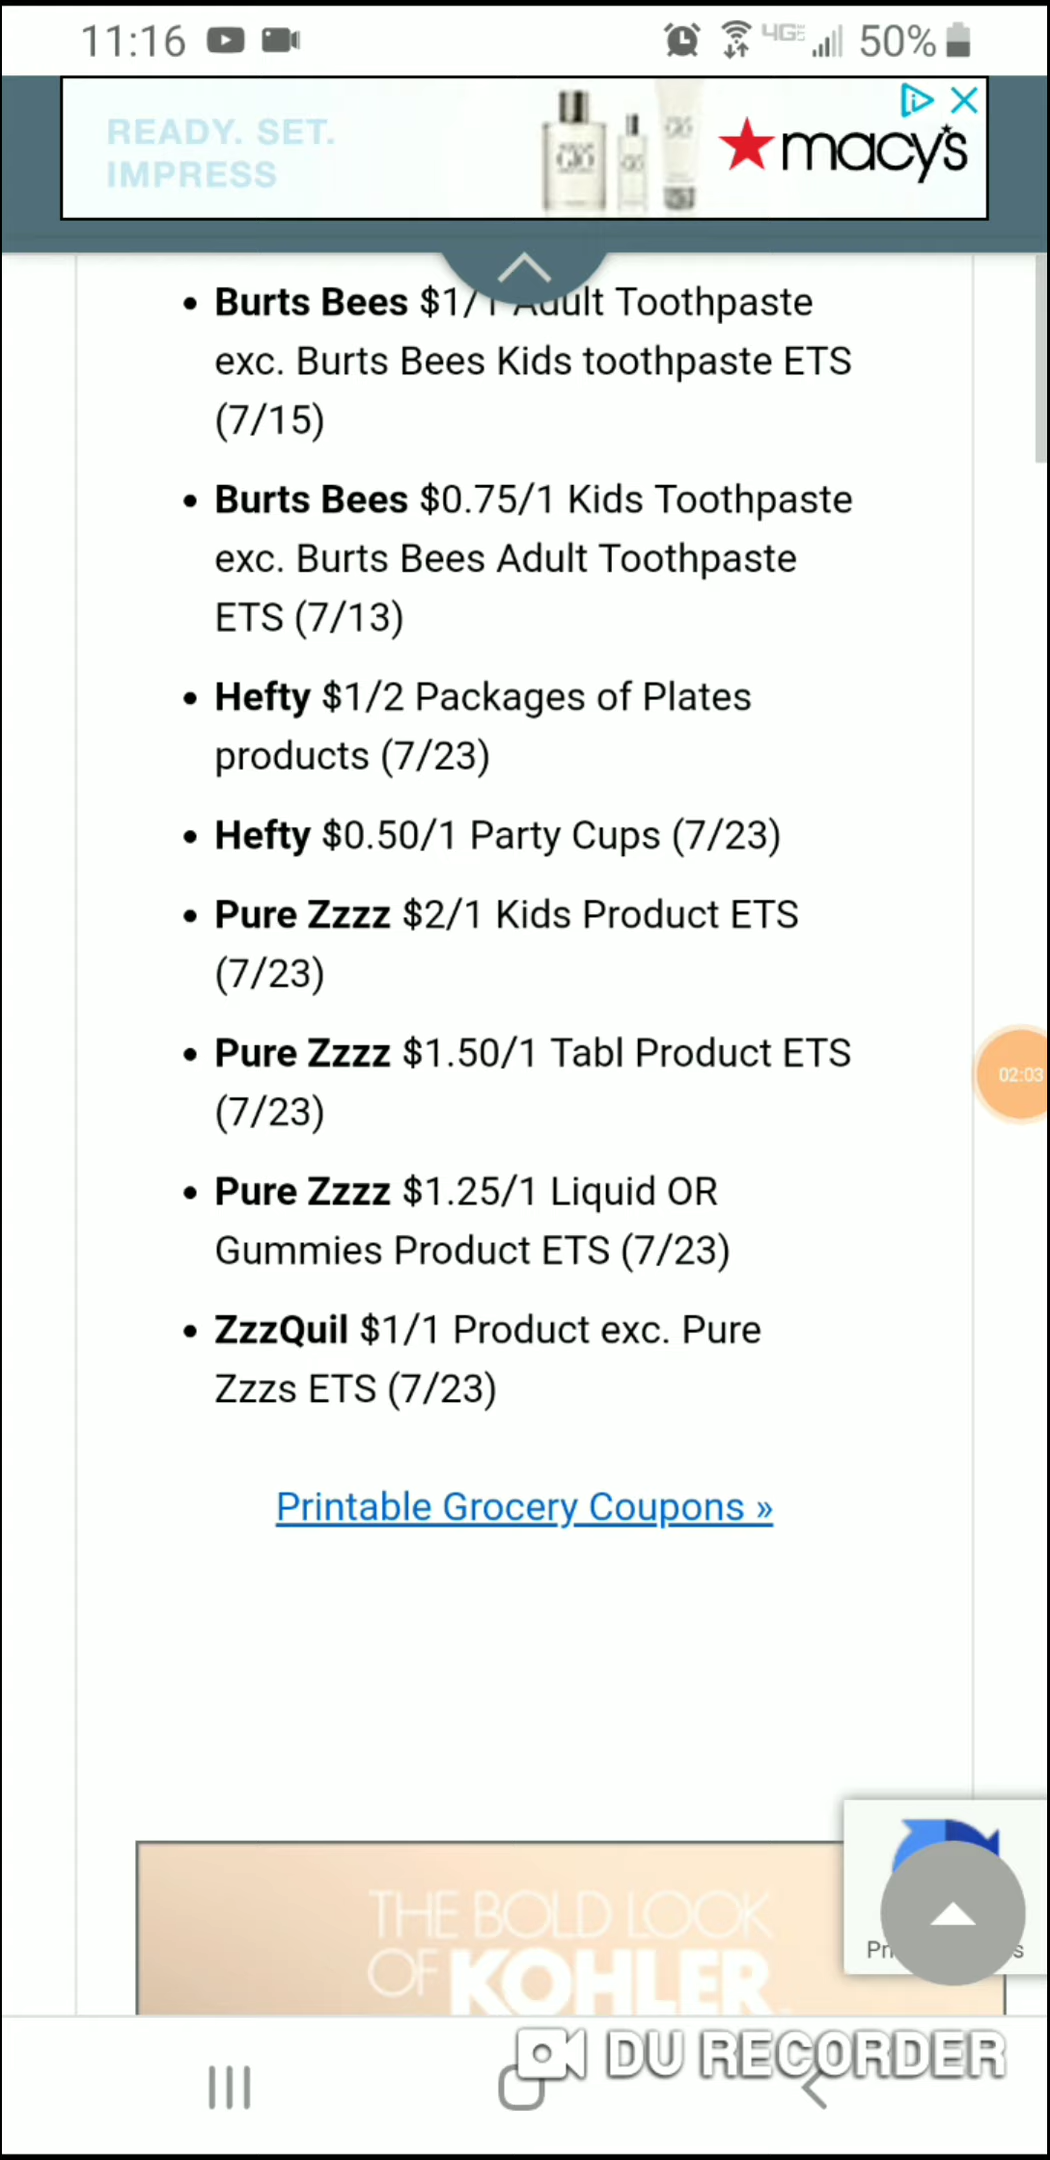 11:16 4GE 50%
READY. SET.
IMPRESS
macy's
• Burts Bees $1/1 Adult Toothpaste
exc. Burts Bees Kids toothpaste ETS
(7/15)
• Burts Bees $0.75/1 Kids Toothpaste
exc. Burts Bees Adult Toothpaste
ETS (7/13)
• Hefty $1/2 Packages of Plates
products (7/23)
• Hefty $0.50/1 Party Cups (7/23)
• Pure Zzzz $2/1 Kids Product ETS
(7/23)
• Pure Zzzz $1.50/1 Tabl Product ETS
(7/23)
02:03
• Pure Zzzz $1.25/1 Liquid OR
Gummies Product ETS (7/23)
• ZzzQuil $1/1 Product exc. Pure
Zzzs ETS (7/23)
Printable Grocery Coupons »
THE BOLD LOOK
OF KOHLER
DU RECORDER